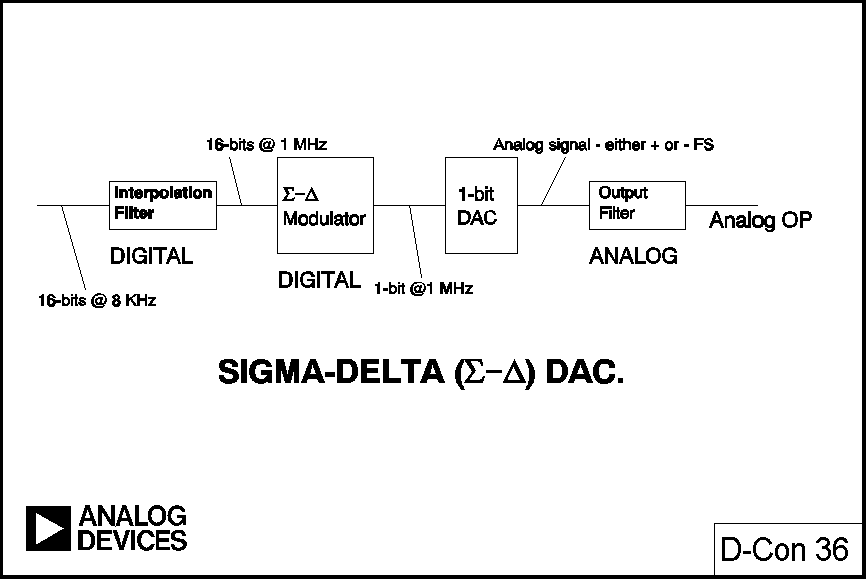 16-bits @ 1 MHz
Analog signal - either + or - FS
Interpolation
Filter
Σ−Δ
Modulator
1-bit
DAC
Output
Filter
Analog OP
DIGITAL
DIGITAL
ANALOG
16-bits @ 8 KHz
1-bit @1 MHz
SIGMA-DELTA (Σ−Δ) DAC.
ANALOG
DEVICES
D-Con 36